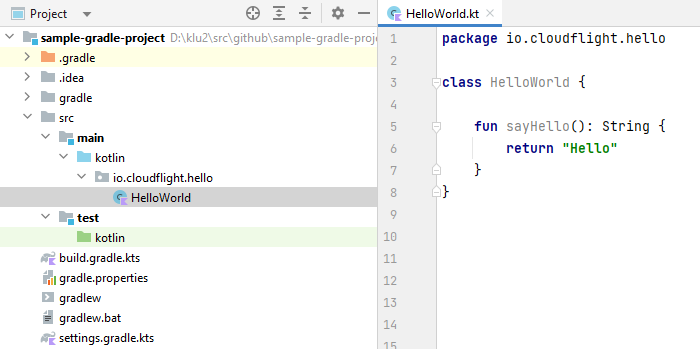 Project
sample-gradle-project D:\klu2\src\github\sample-gradle-proje
.gradle
.idea
gradle
src
main
kotlin
io.cloudflight.hello
HelloWorld
test
kotlin
build.gradle.kts
gradle.properties
gradlew
gradlew.bat
settings.gradle.kts
HelloWorld.kt
1 package io.cloudflight.hello
2
3 class HelloWorld {
4
5 fun sayHello(): String {
6 return "Hello"
7 }
8 }
9
10
11
12
13
14
15